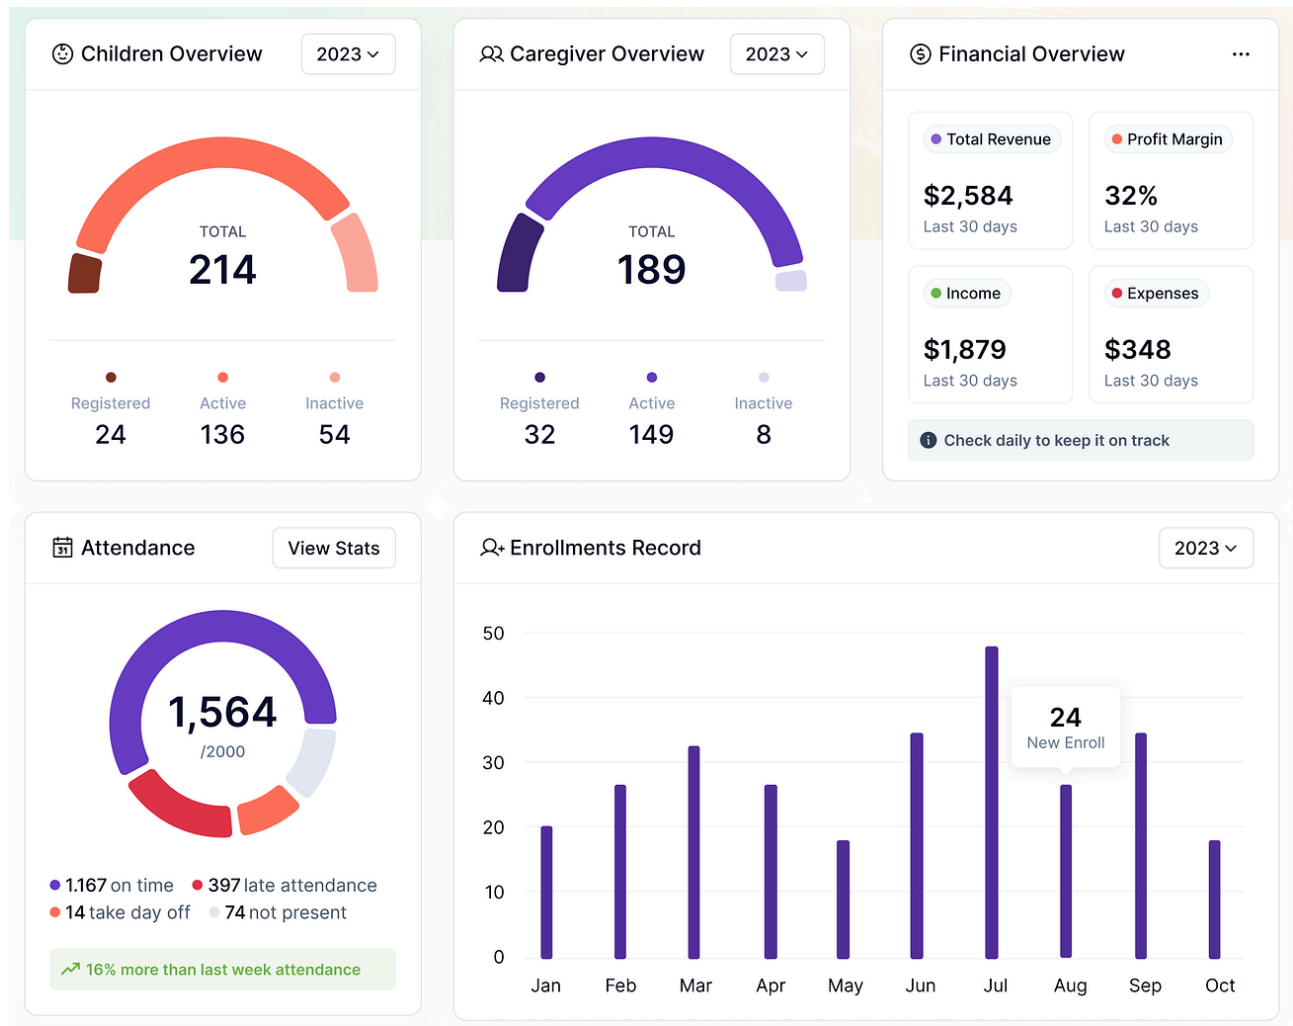 Children Overview
2023
TOTAL
214
Registered
Active
Inactive
24
136
54
Caregiver Overview
2023
TOTAL
189
Registered
Active
Inactive
32
149
8
Financial Overview
Total Revenue
$2,584
Last 30 days
Profit Margin
32%
Last 30 days
Income
$1,879
Last 30 days
Expenses
$348
Last 30 days
i Check daily to keep it on track
31 Attendance
View Stats
1,564
/2000
1.167 on time
397 late attendance
14 take day off
74 not present
16% more than last week attendance
Enrollments Record
2023
50
40
30
20
10
0
24
New Enroll
Jan
Feb
Mar
Apr
May
Jun
Jul
Aug
Sep
Oct